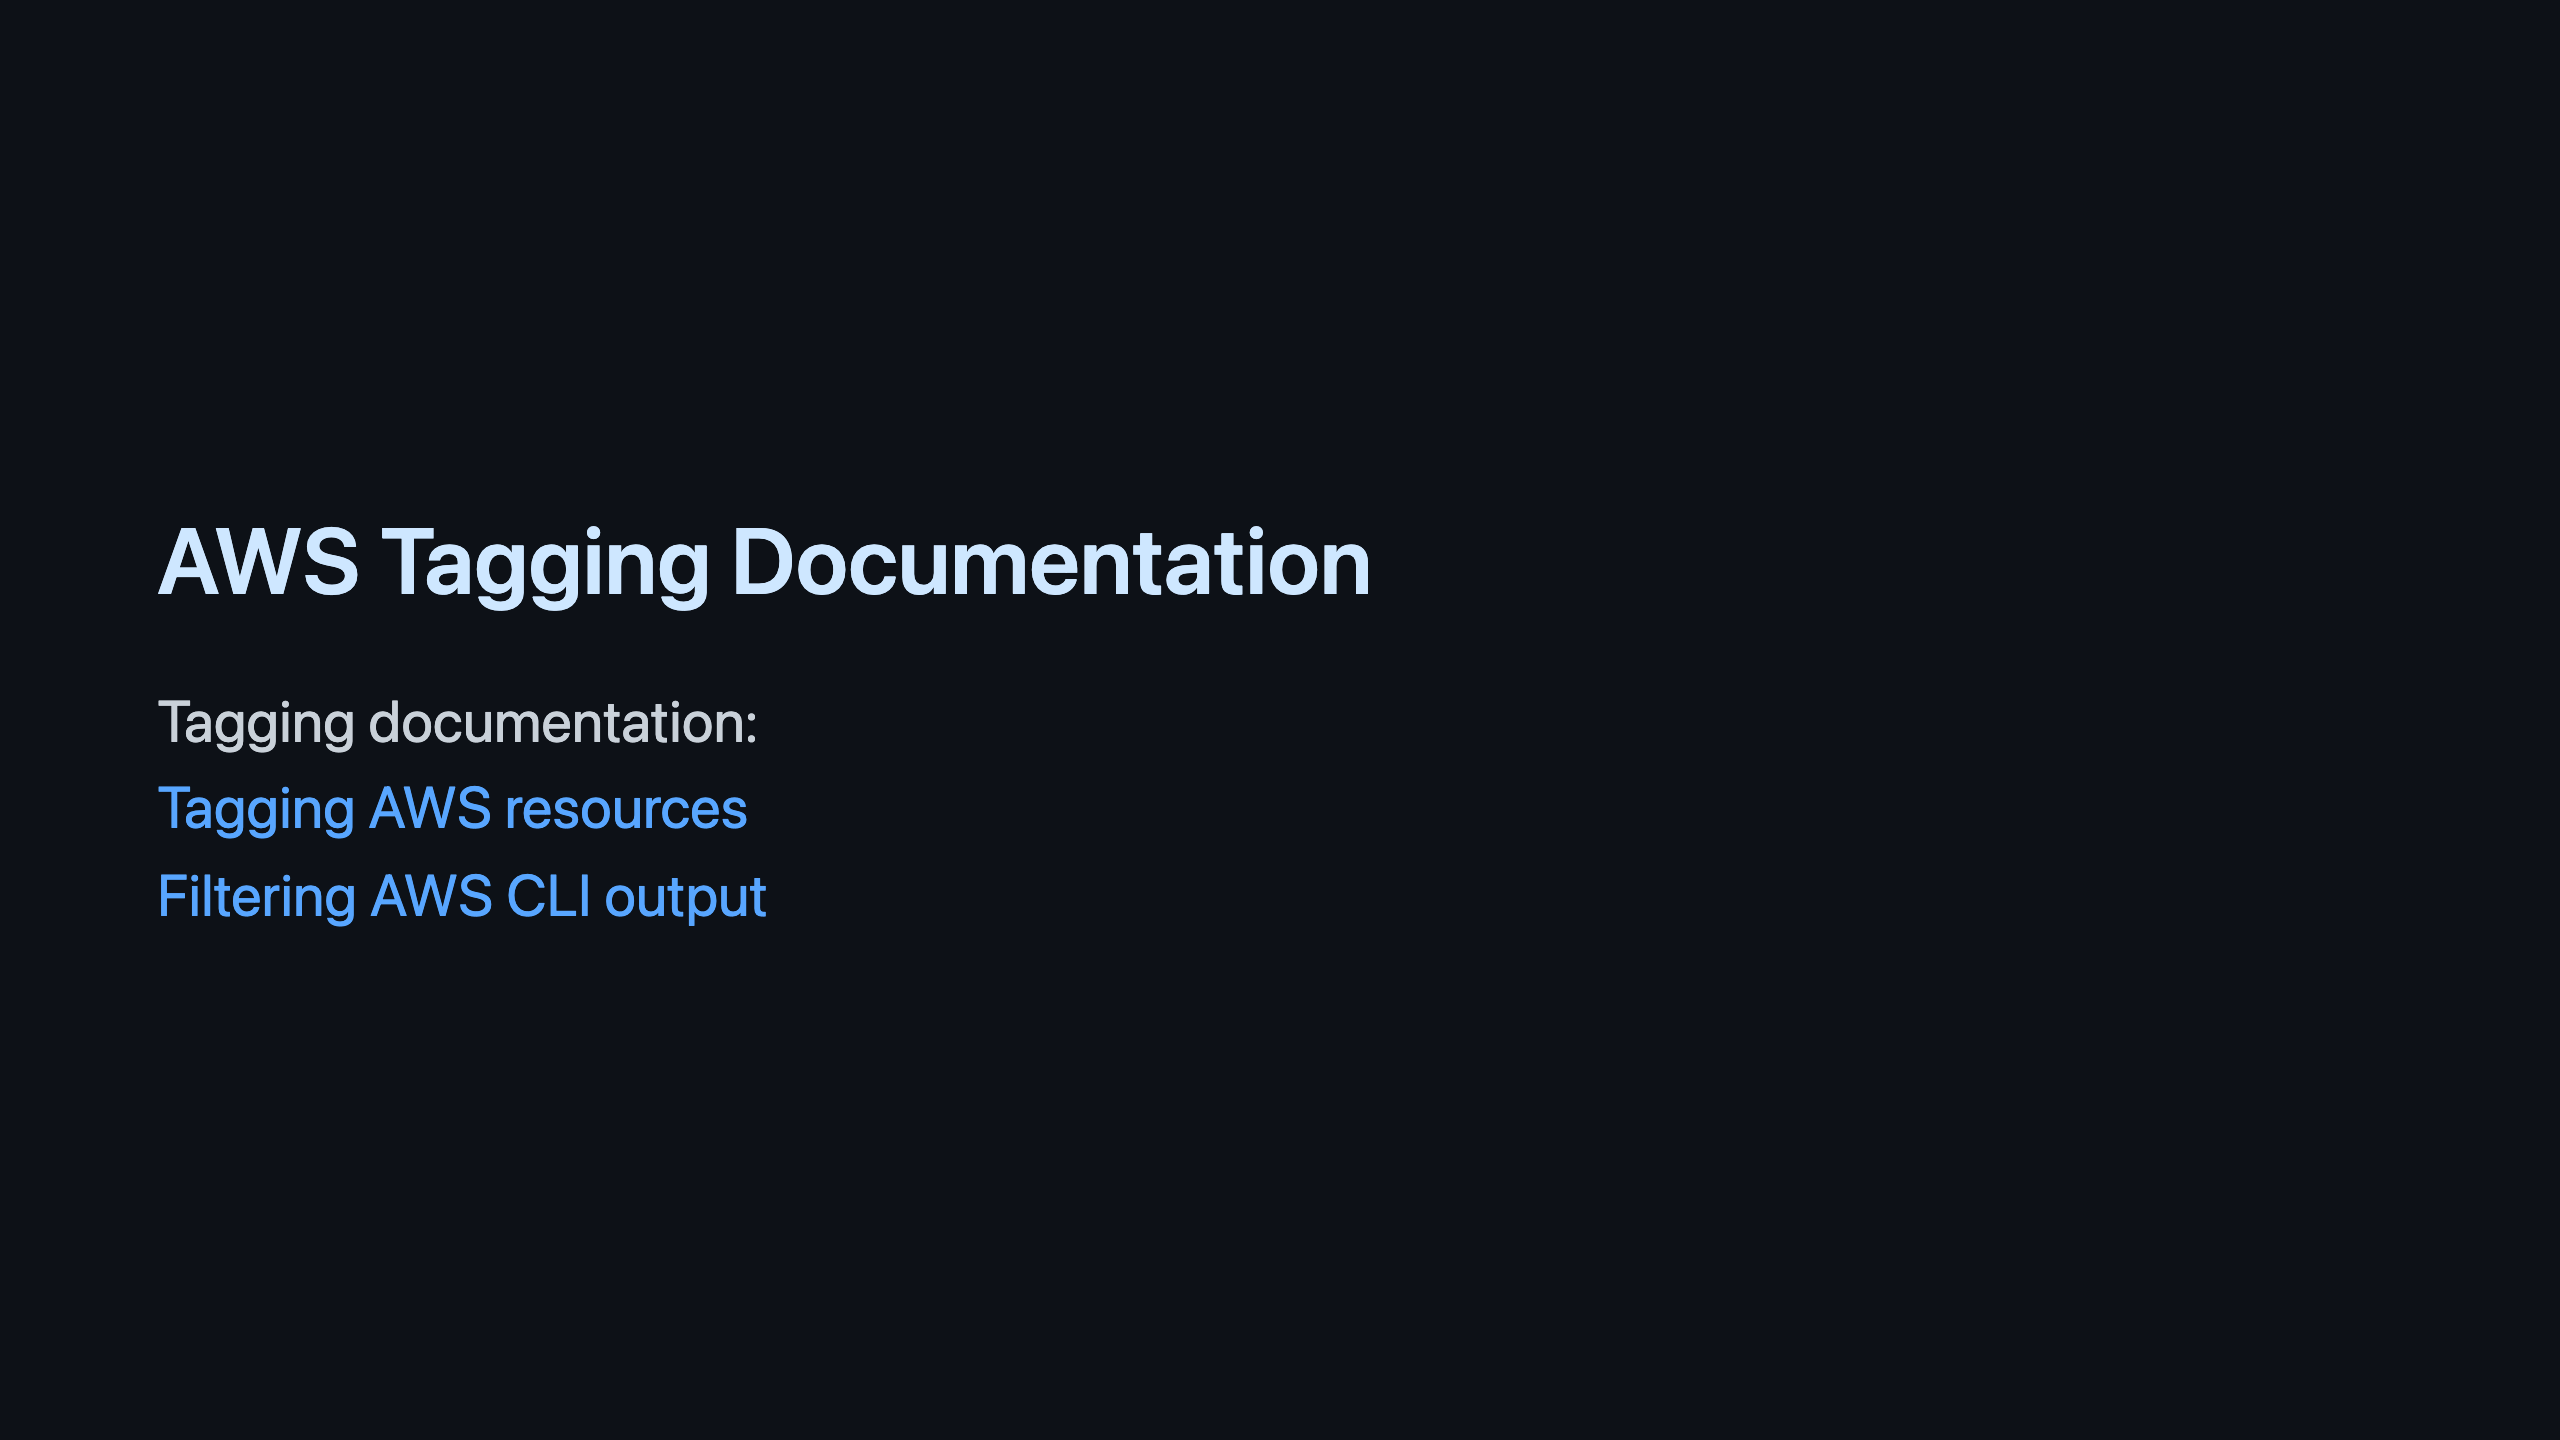 AWS Tagging Documentation
Tagging documentation:
Tagging AWS resources
Filtering AWS CLI output